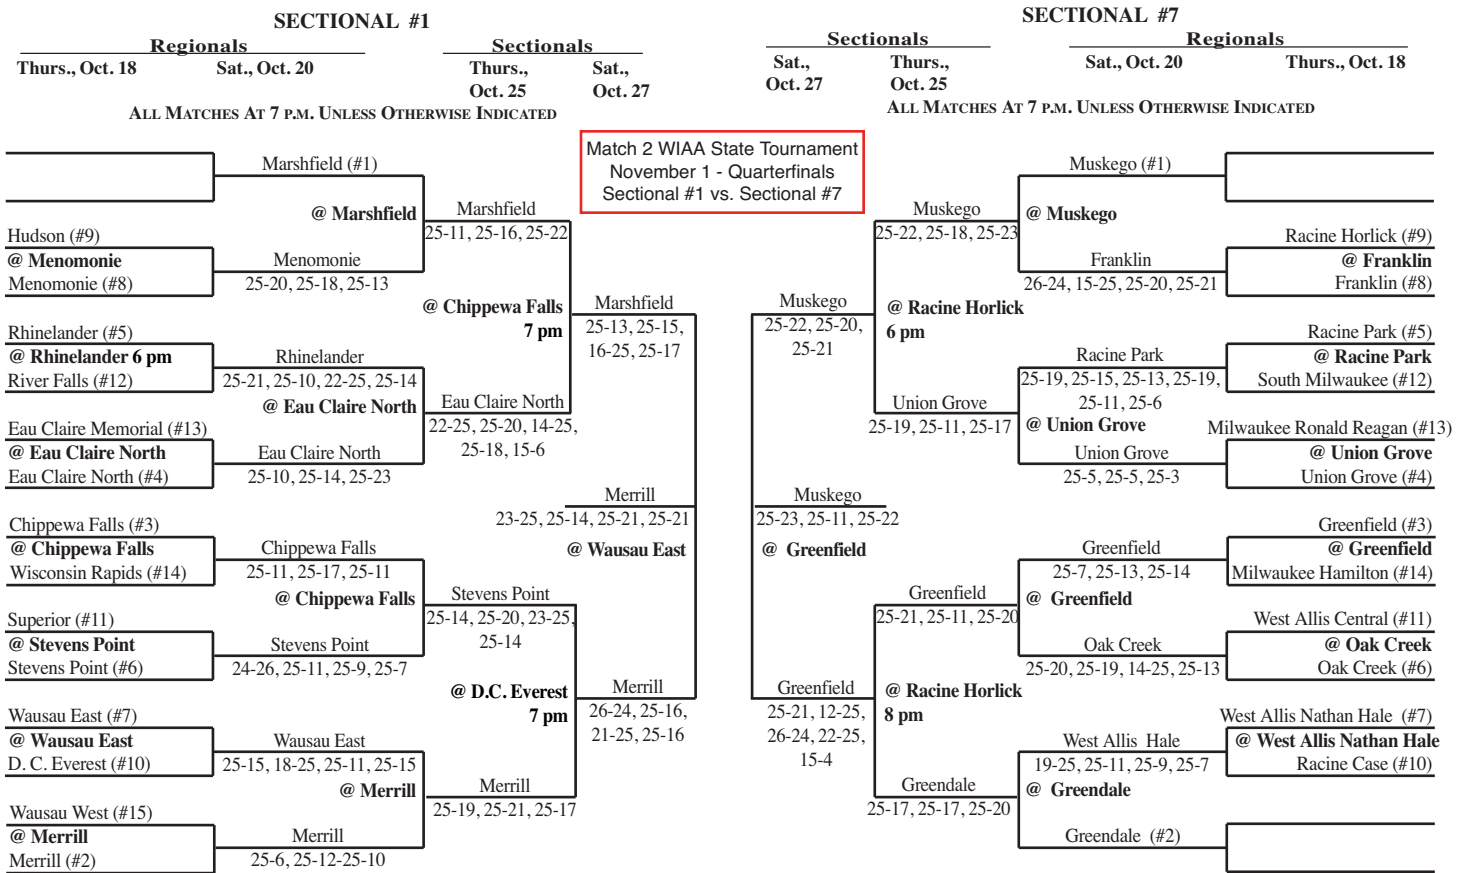 SECTIONAL #1
Regionals
Sectionals
Thurs., Oct. 18
Sat., Oct. 20
Thurs.,
Oct. 25
Sat.,
Oct. 27
ALL MATCHES AT 7 P.M. UNLESS OTHERWISE INDICATED
Marshfield (#1)
@ Marshfield
Hudson (#9)
@ Menomonie
Menomonie (#8)
Menomonie
25-20, 25-18, 25-13
Marshfield
25-11, 25-16, 25-22
@ Chippewa Falls
7 pm
Rhinelander (#5)
@ Rhinelander 6 pm
River Falls (#12)
Rhinelander
25-21, 25-10, 22-25, 25-14
@ Eau Claire North
Eau Claire Memorial (#13)
@ Eau Claire North
Eau Claire North (#4)
Eau Claire North
25-10, 25-14, 25-23
Eau Claire North
22-25, 25-20, 14-25,
25-18, 15-6
Marshfield
25-13, 25-15,
16-25, 25-17
Merrill
23-25, 25-14, 25-21, 25-21
@ Wausau East
Chippewa Falls (#3)
@ Chippewa Falls
Wisconsin Rapids (#14)
Chippewa Falls
25-11, 25-17, 25-11
@ Chippewa Falls
Superior (#11)
@ Stevens Point
Stevens Point (#6)
Stevens Point
24-26, 25-11, 25-9, 25-7
Stevens Point
25-14, 25-20, 23-25,
25-14
@ D.C. Everest
7 pm
Wausau East (#7)
@ Wausau East
D. C. Everest (#10)
Wausau East
25-15, 18-25, 25-11, 25-15
@ Merrill
Wausau West (#15)
@ Merrill
Merrill (#2)
Merrill
25-6, 25-12-25-10
Merrill
25-19, 25-21, 25-17
Merrill
26-24, 25-16,
21-25, 25-16
Match 2 WIAA State Tournament
November 1 - Quarterfinals
Sectional #1 vs. Sectional #7
SECTIONAL #7
Sectionals
Regionals
Sat.,
Oct. 27
Thurs.,
Oct. 25
Sat., Oct. 20
Thurs., Oct. 18
ALL MATCHES AT 7 P.M. UNLESS OTHERWISE INDICATED
Muskego (#1)
@ Muskego
Racine Horlick (#9)
@ Franklin
Franklin (#8)
Franklin
26-24, 15-25, 25-20, 25-21
Muskego
25-22, 25-18, 25-23
@ Racine Horlick
6 pm
Racine Park (#5)
@ Racine Park
South Milwaukee (#12)
Racine Park
25-19, 25-15, 25-13, 25-19,
25-11, 25-6
@ Union Grove
Milwaukee Ronald Reagan (#13)
@ Union Grove
Union Grove (#4)
Union Grove
25-5, 25-5, 25-3
Union Grove
25-19, 25-11, 25-17
Muskego
25-22, 25-20,
25-21
Muskego
25-23, 25-11, 25-22
@ Greenfield
Greenfield (#3)
@ Greenfield
Milwaukee Hamilton (#14)
Greenfield
25-7, 25-13, 25-14
@ Greenfield
West Allis Central (#11)
@ Oak Creek
Oak Creek (#6)
Oak Creek
25-20, 25-19, 14-25, 25-13
Greenfield
25-21, 25-11, 25-20
@ Racine Horlick
8 pm
West Allis Nathan Hale (#7)
@ West Allis Nathan Hale
Racine Case (#10)
West Allis Hale
19-25, 25-11, 25-9, 25-7
@ Greendale
Greendale (#2)
Greendale
25-17, 25-17, 25-20
Greenfield
25-21, 12-25,
26-24, 22-25,
15-4